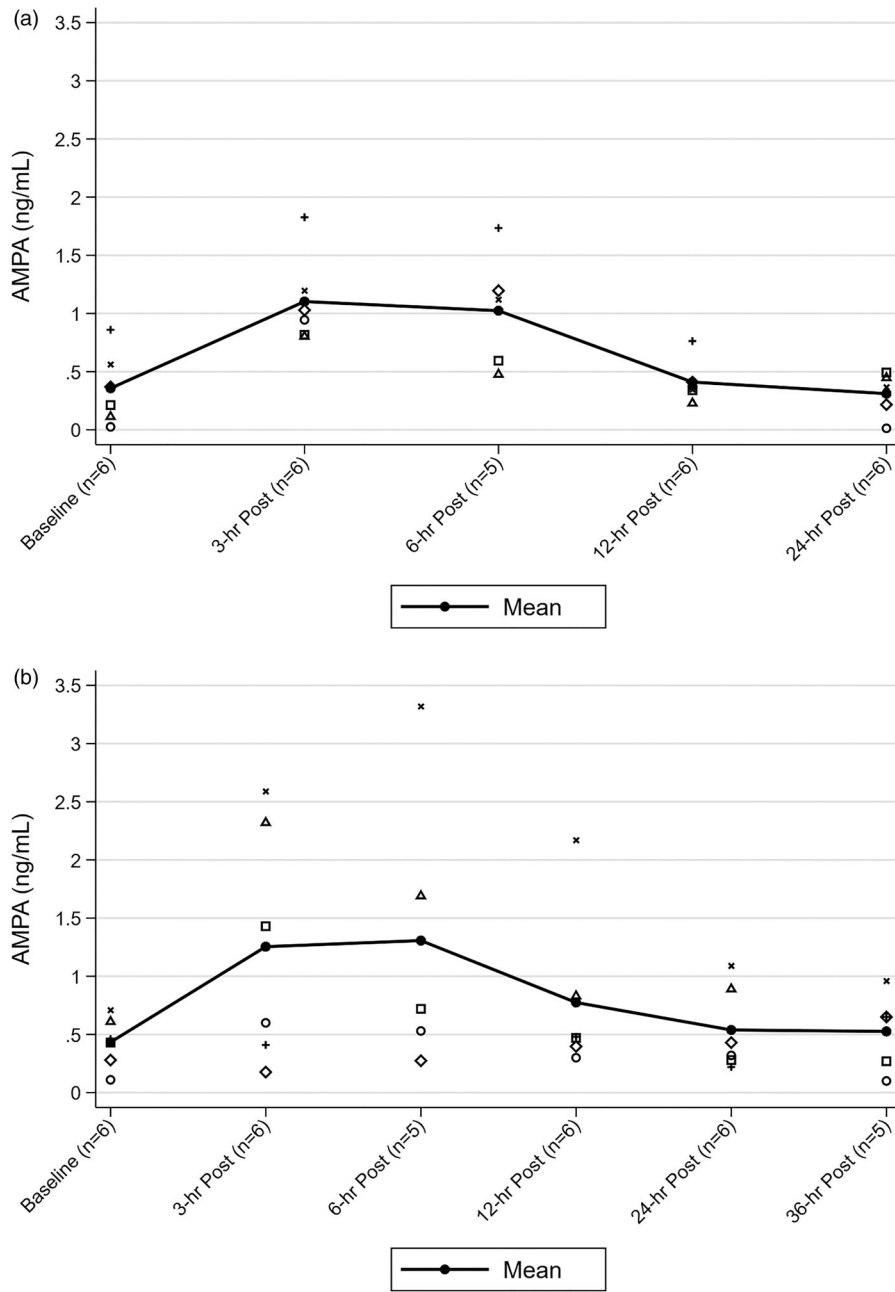 (a)
3.5
3
2.5
2
1.5
1
.5
0
AMPA (ng/mL)
Baseline (n=6)
3-hr Post (n=6)
6-hr Post (n=5)
12-hr Post (n=6)
24-hr Post (n=6)
Mean
(b)
3.5
3
2.5
2
1.5
1
.5
0
AMPA (ng/mL)
Baseline (n=6)
3-hr Post (n=6)
6-hr Post (n=5)
12-hr Post (n=6)
24-hr Post (n=6)
36-hr Post (n=5)
Mean